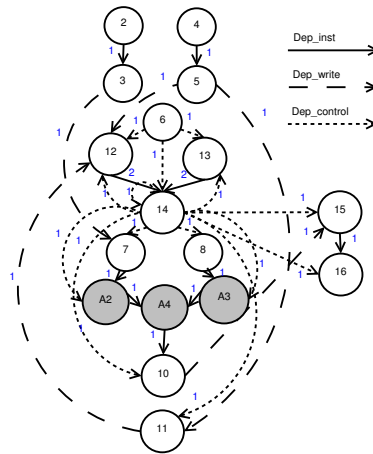 2 4
1 1 Dep_inst
3 1 5 Dep_write
1 6 1 1 Dep_control
1 1
12 13
2 2
1 1 1
14 1 15
1 1 1 1 1 1
7 8 1
1 1 16
A2 1 A4 1 A3
1
1 1
10
1
11